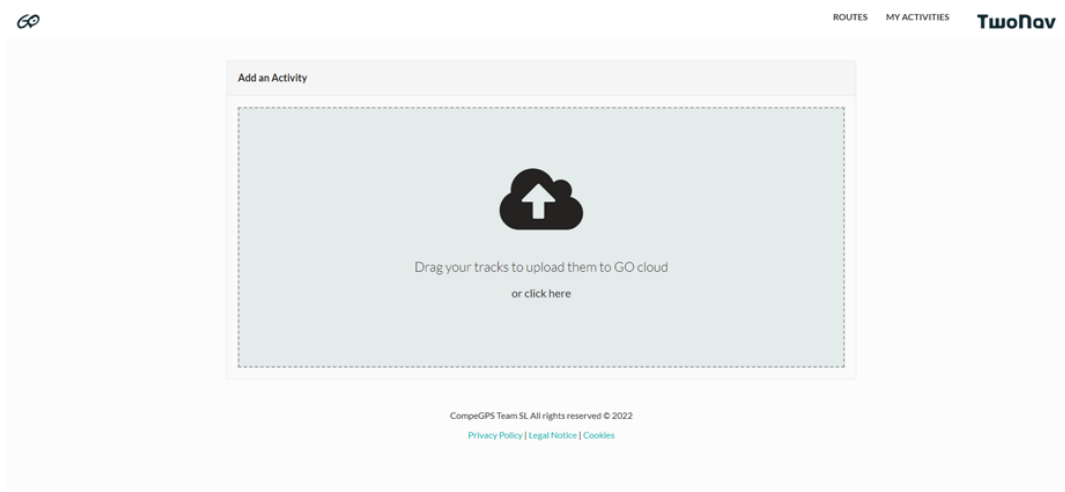 GO
ROUTES MY ACTIVITIES TwoNav
Add an Activity
Drag your tracks to upload them to GO cloud
or click here
CompeGPS Team SL All rights reserved © 2022
Privacy Policy | Legal Notice | Cookies